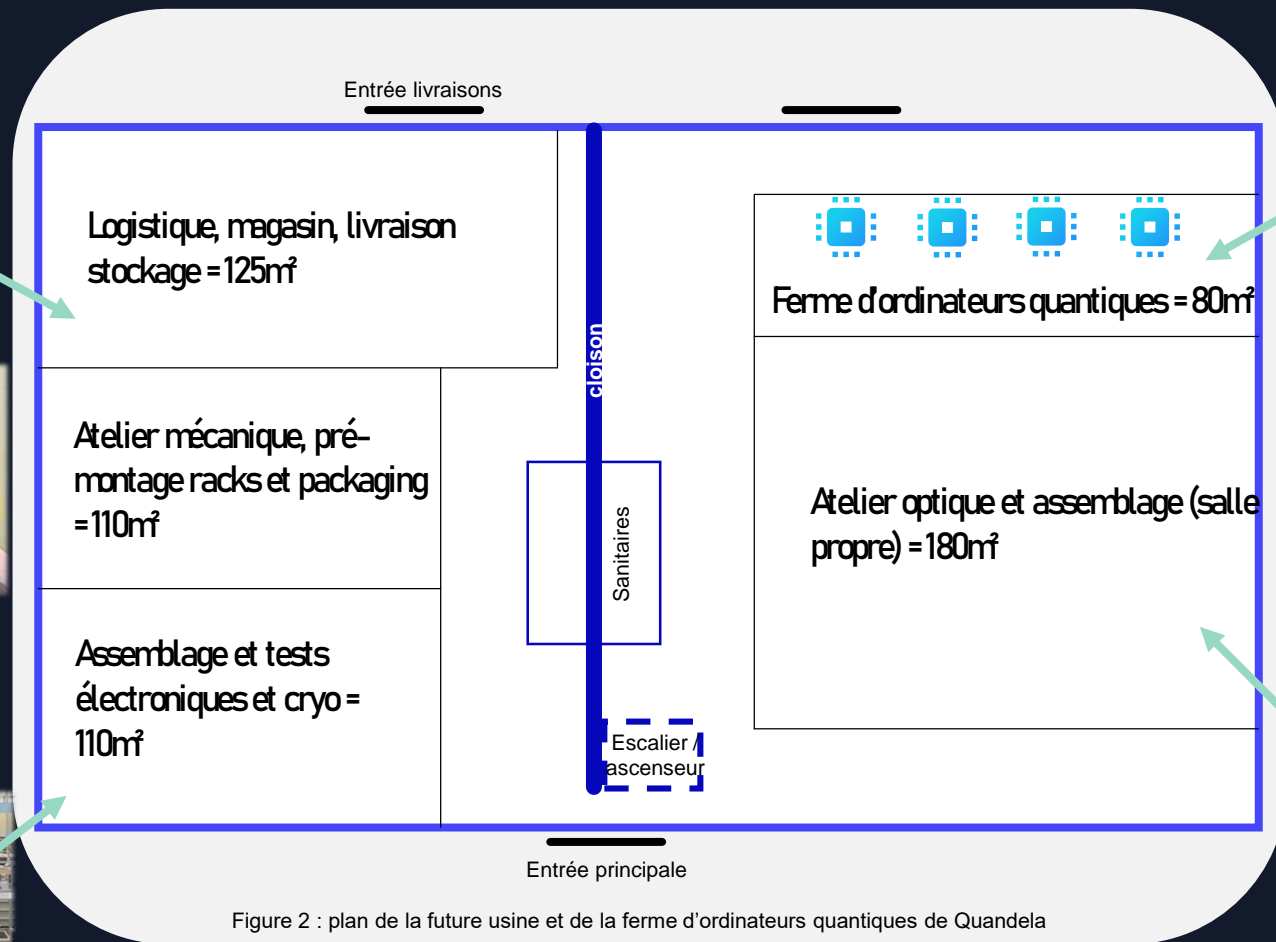 Entrée livraisons
Logistique, magasin, livraison
stockage = 125m²
cloison
Ferme d'ordinateurs quantiques = 80m²
Atelier mécanique, pré-
montage racks et packaging
= 110m²
Sanitaires
Atelier optique et assemblage (salle
propre) = 180m²
Assemblage et tests
électroniques et cryo =
110m²
Escalier /
ascenseur
Entrée principale
Figure 2 : plan de la future usine et de la ferme d'ordinateurs quantiques de Quandela